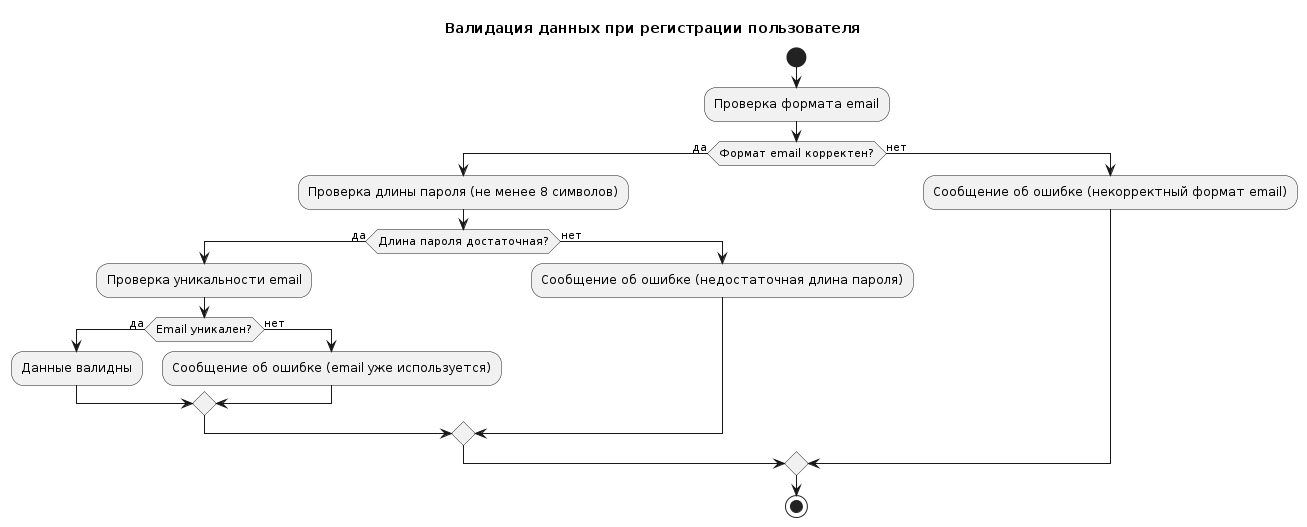 Валидация данных при регистрации пользователя
Проверка формата email
да
Формат email корректен?
нет
Проверка длины пароля (не менее 8 символов)
Сообщение об ошибке (некорректный формат email)
да
Длина пароля достаточная?
нет
Проверка уникальности email
Сообщение об ошибке (недостаточная длина пароля)
да
Email уникален?
нет
Данные валидны
Сообщение об ошибке (email уже используется)